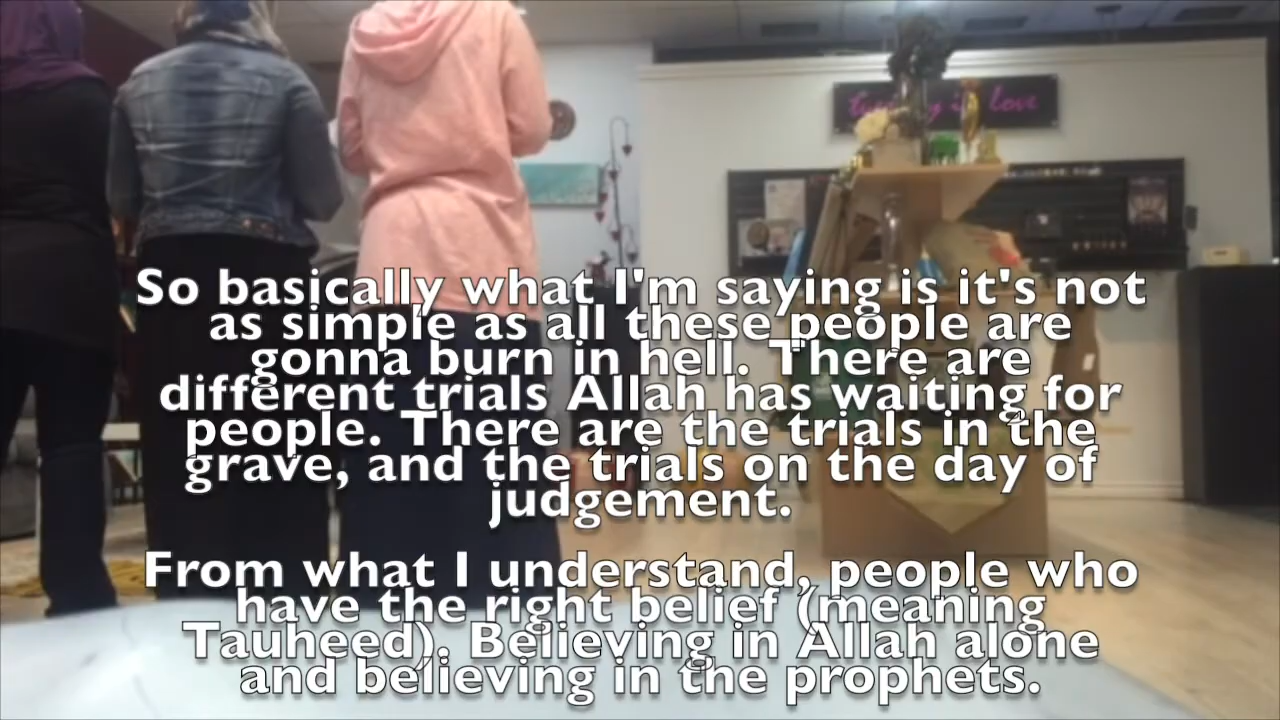 in love
So basically what I'm saying is it's not
as simple as all these people are
gonna burn in hell. There are
different trials Allah has waiting for
people. There are the trials in the
grave, and the trials on the day of
judgement.
From what I understand, people who
have the right belief (meaning
Tauheed). Believing in Allah alone
and believing in the prophets.